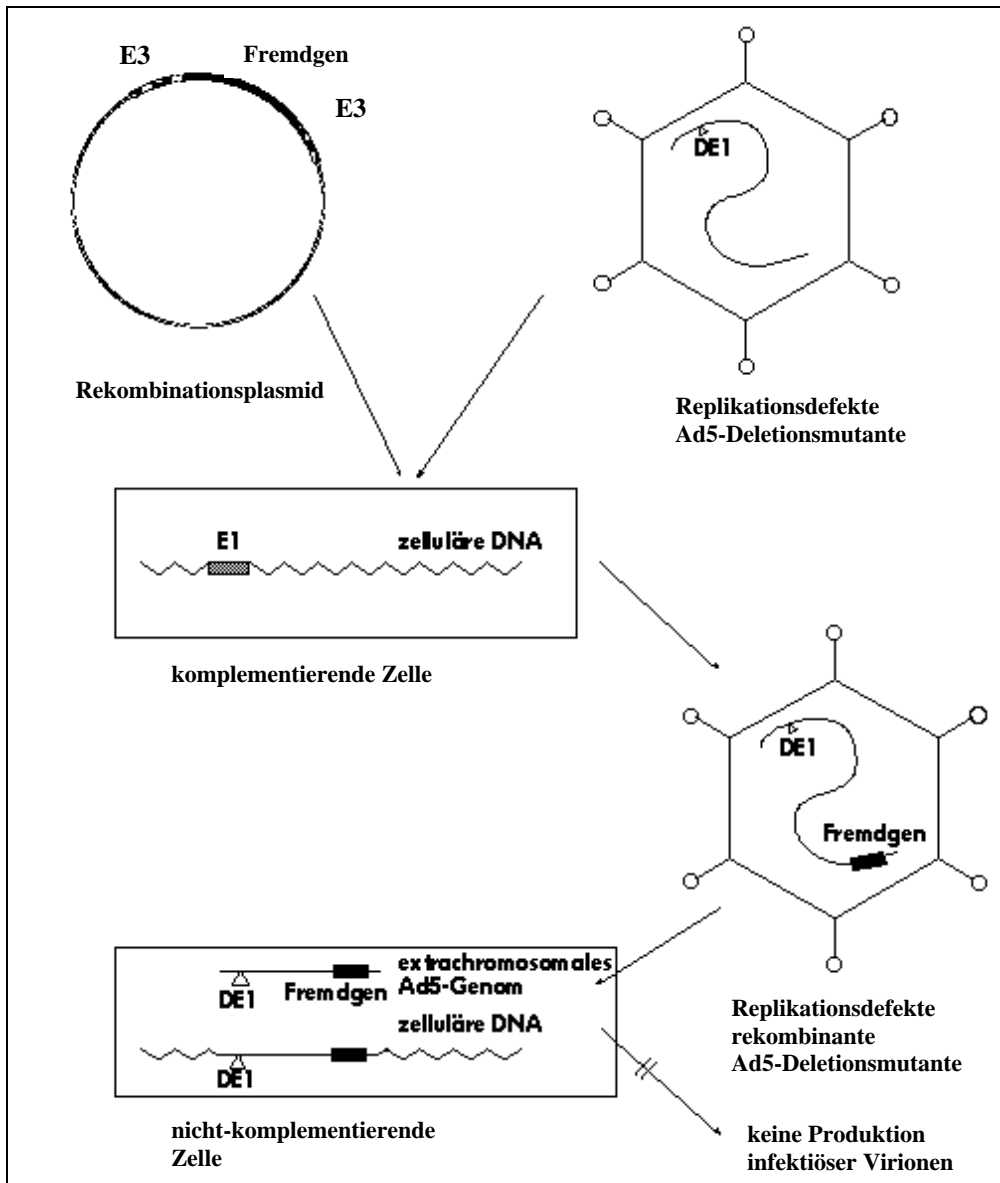 E3
Fremdgen
E3
DE1
Rekombinationsplasmid
Replikationsdefekte
Ad5-Deletionsmutante
E1
zelluläre DNA
komplementierende Zelle
DE1
Fremdgen
DE1
Fremdgen
extrachromosomales
Ad5-Genom
zelluläre DNA
DE1
Replikationsdefekte
rekombinante
Ad5-Deletionsmutante
nicht-komplementierende
Zelle
keine Produktion
infektiöser Virionen